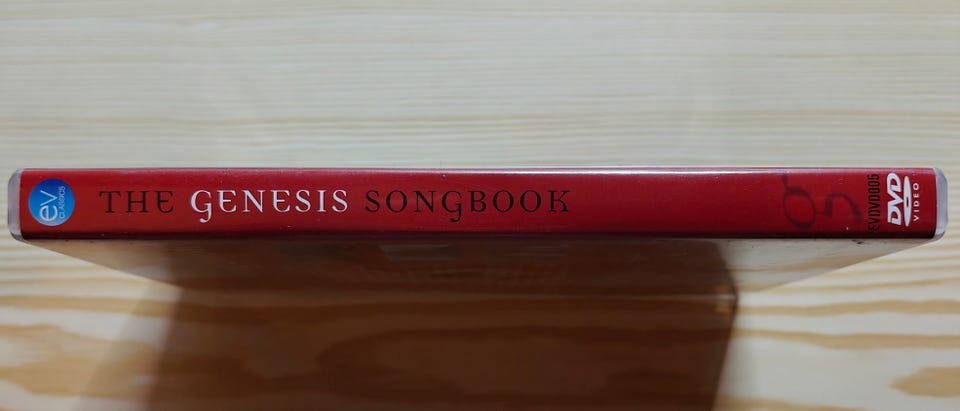 ev
CLASSICS
THE GENESIS SONGBOOK
g
EVDVD005
DVD
VIDEO